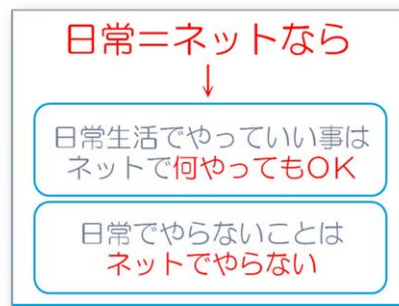 日常＝ネットなら
↓
日常生活でやっていい事は
ネットで何やってもOK
日常でやらないことは
ネットでやらない